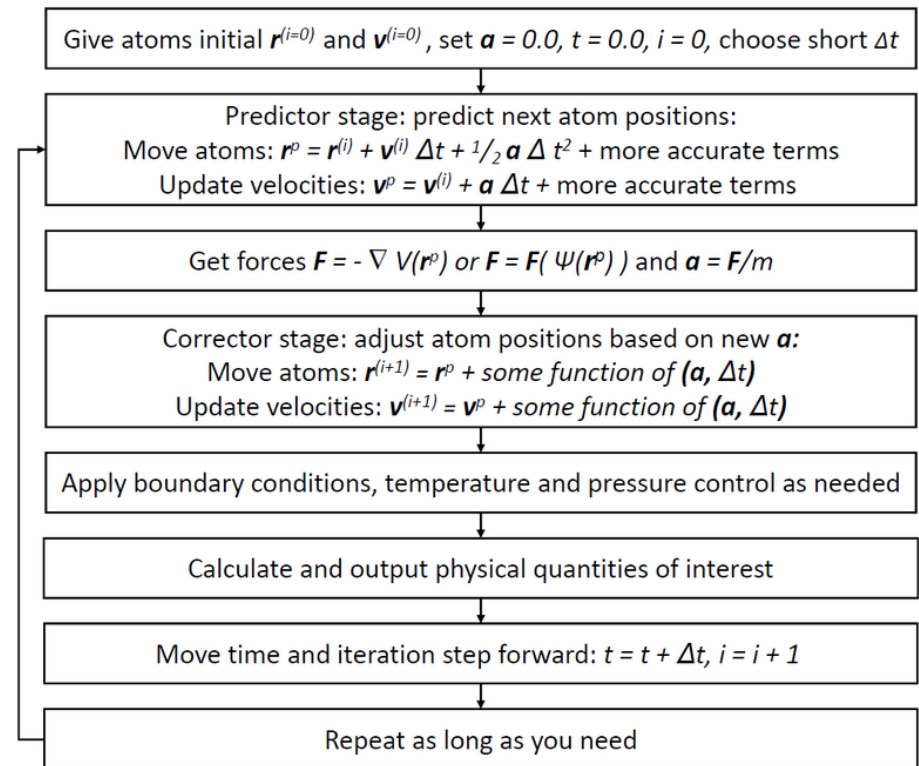 Give atoms initial r⁽ⁱ⁼⁰⁾ and v⁽ⁱ⁼⁰⁾ , set a = 0.0, t = 0.0, i = 0, choose short Δt
Predictor stage: predict next atom positions:
Move atoms: rᵖ = r⁽ⁱ⁾ + v⁽ⁱ⁾ Δt + ¹/₂ a Δ t² + more accurate terms
Update velocities: vᵖ = v⁽ⁱ⁾ + a Δt + more accurate terms
Get forces F = - ∇ V(rᵖ) or F = F( Ψ(rᵖ) ) and a = F/m
Corrector stage: adjust atom positions based on new a:
Move atoms: r⁽ⁱ⁺¹⁾ = rᵖ + some function of (a, Δt)
Update velocities: v⁽ⁱ⁺¹⁾ = vᵖ + some function of (a, Δt)
Apply boundary conditions, temperature and pressure control as needed
Calculate and output physical quantities of interest
Move time and iteration step forward: t = t + Δt, i = i + 1
Repeat as long as you need